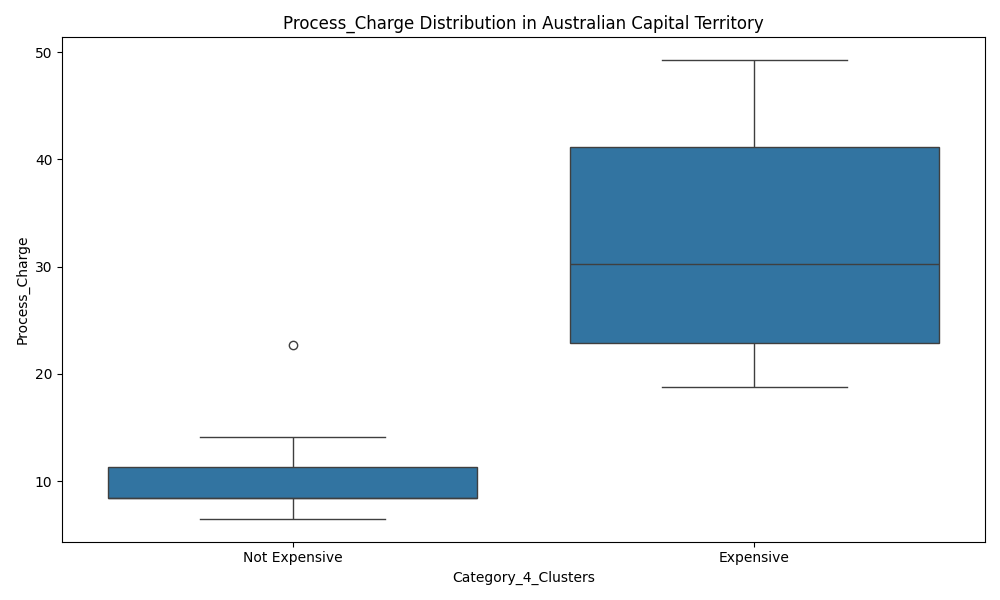 Process_Charge Distribution in Australian Capital Territory
Process_Charge
50
40
30
20
10
Not Expensive
Expensive
Category_4_Clusters